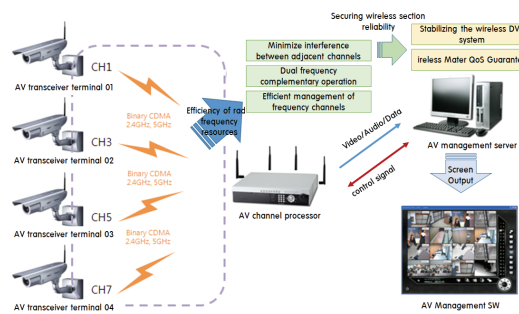 Securing wireless section
reliability
Minimize interference
between adjacent channels
Dual frequency
complementary operation
Efficient management of
frequency channels
Stabilizing the wireless DV
system
ireless Mater QoS Guarante
CH1
AV transceiver terminal 01
Binary CDMA
2.4GHz, 5GHz
CH3
AV transceiver terminal 02
Binary CDMA
2.4GHz, 5GHz
CH5
AV transceiver terminal 03
Binary CDMA
2.4GHz, 5GHz
CH7
AV transceiver terminal 04
Efficiency of rad
frequency
resources
AV channel processor
Video/Audio/Data
control signal
AV management server
Screen
Output
AV Management SW